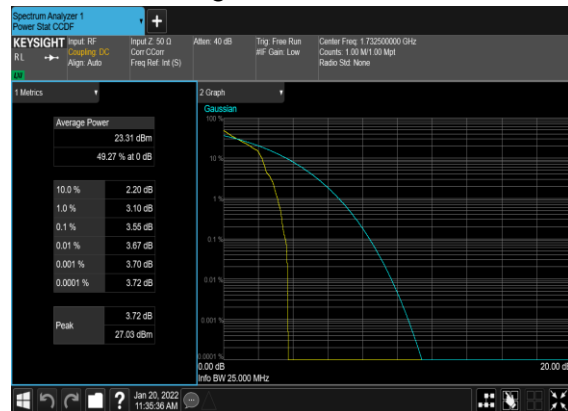 Spectrum Analyzer 1
Power Stat CCDF
+
KEYSIGHT
RL
Input: RF
Coupling: DC
Align: Auto
Input Z: 50 Ω
Corr CCorr
Freq Ref: Int (S)
Atten: 40 dB
Trig: Free Run
#IF Gain: Low
Center Freq: 1.732500000 GHz
Counts: 1.00 M/1.00 Mpt
Radio Std: None
LW
1 Metrics
Average Power
23.31 dBm
49.27 % at 0 dB
10.0 % 2.20 dB
1.0 % 3.10 dB
0.1 % 3.55 dB
0.01 % 3.67 dB
0.001 % 3.70 dB
0.0001 % 3.72 dB
Peak
3.72 dB
27.03 dBm
2 Graph
Gaussian
100 %
10 %
1 %
0.1 %
0.01 %
0.001 %
0.0001 %
0.00 dB 20.00 dB
Info BW 25.000 MHz
?
Jan 20, 2022
11:35:36 AM